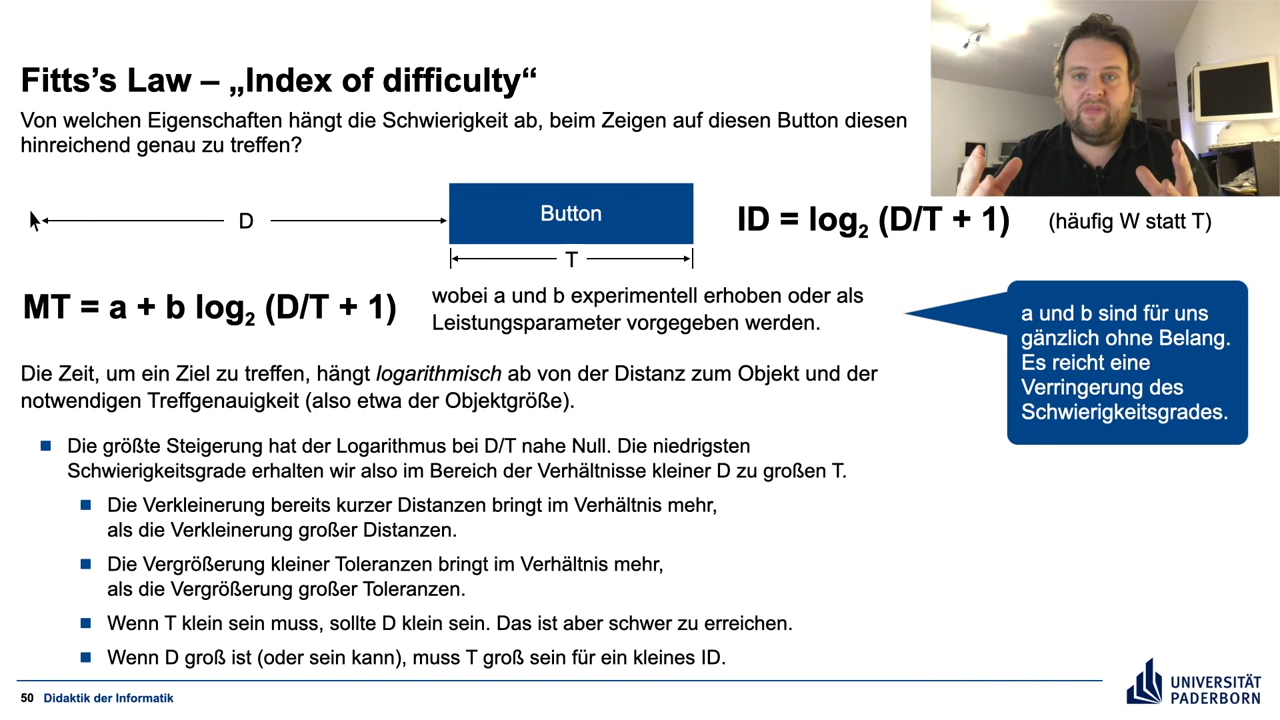 Fitts’s Law – „Index of difficulty“
Von welchen Eigenschaften hängt die Schwierigkeit ab, beim Zeigen auf diesen Button diesen
hinreichend genau zu treffen?
D
Button
T
ID = log₂ (D/T + 1)
(häufig W statt T)
MT = a + b log₂ (D/T + 1)
wobei a und b experimentell erhoben oder als
Leistungsparameter vorgegeben werden.
a und b sind für uns
gänzlich ohne Belang.
Es reicht eine
Verringerung des
Schwierigkeitsgrades.
Die Zeit, um ein Ziel zu treffen, hängt logarithmisch ab von der Distanz zum Objekt und der
notwendigen Treffgenauigkeit (also etwa der Objektgröße).
Die größte Steigerung hat der Logarithmus bei D/T nahe Null. Die niedrigsten
Schwierigkeitsgrade erhalten wir also im Bereich der Verhältnisse kleiner D zu großen T.
Die Verkleinerung bereits kurzer Distanzen bringt im Verhältnis mehr,
als die Verkleinerung großer Distanzen.
Die Vergrößerung kleiner Toleranzen bringt im Verhältnis mehr,
als die Vergrößerung großer Toleranzen.
Wenn T klein sein muss, sollte D klein sein. Das ist aber schwer zu erreichen.
Wenn D groß ist (oder sein kann), muss T groß sein für ein kleines ID.
50 Didaktik der Informatik
UNIVERSITÄT
PADERBORN